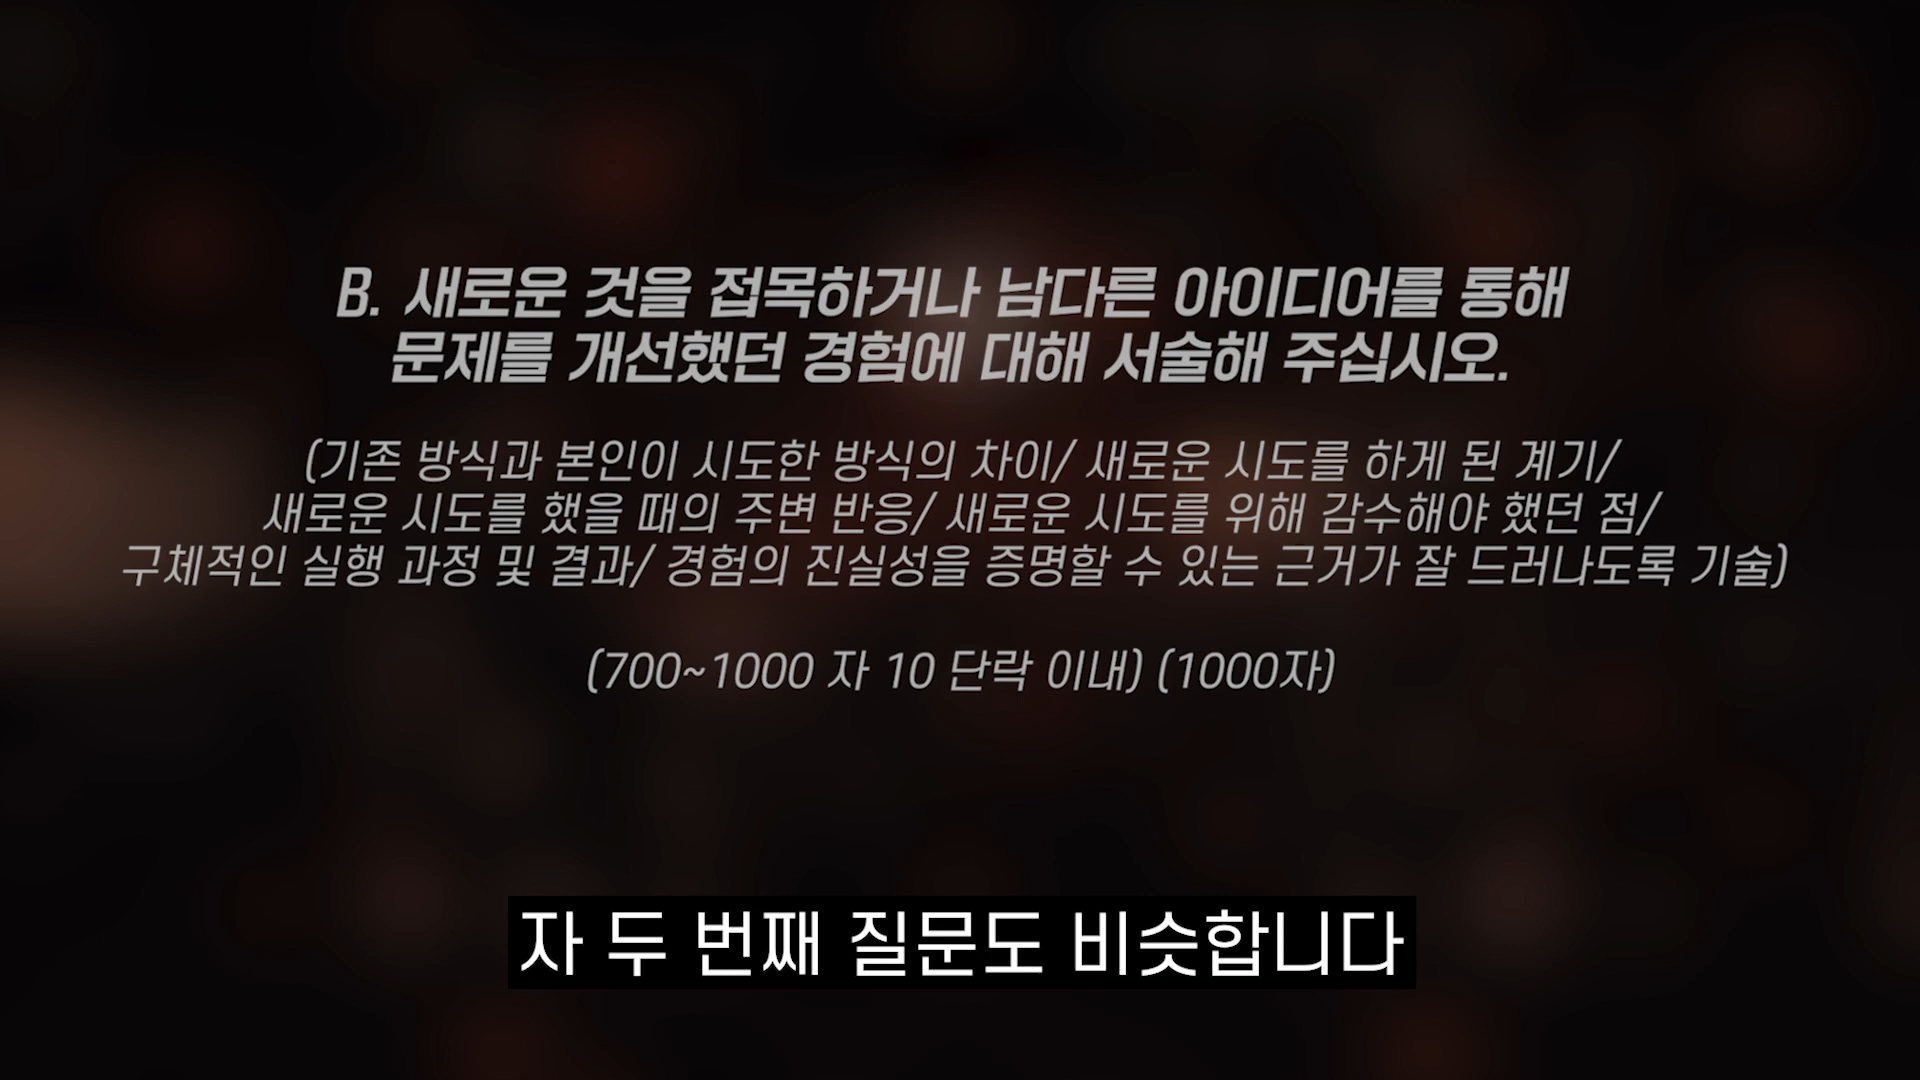 B. 새로운 것을 접목하거나 남다른 아이디어를 통해
문제를 개선했던 경험에 대해 서술해 주십시오.
(기존 방식과 본인이 시도한 방식의 차이/ 새로운 시도를 하게 된 계기/
새로운 시도를 했을 때의 주변 반응/ 새로운 시도를 위해 감수해야 했던 점/
구체적인 실행 과정 및 결과/ 경험의 진실성을 증명할 수 있는 근거가 잘 드러나도록 기술)
(700~1000 자 10 단락 이내) (1000자)
자 두 번째 질문도 비슷합니다